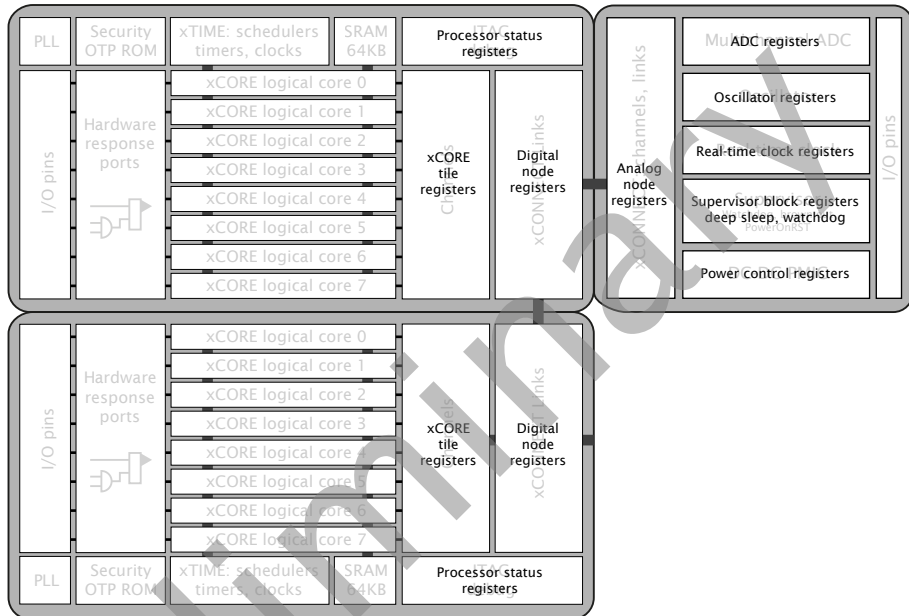 PLL
Security
OTP ROM
xTIME: schedulers
timers, clocks
SRAM
64KB
Processor status
registers
I/O pins
Hardware
response
ports
xCORE logical core 0
xCORE logical core 1
xCORE logical core 2
xCORE logical core 3
xCORE logical core 4
xCORE logical core 5
xCORE logical core 6
xCORE logical core 7
xCORE
tile
registers
Digital
node
registers
Analog
node
registers
ADC registers
Oscillator registers
Real-time clock registers
Supervisor block registers
deep sleep, watchdog
PowerOnRST
Power control registers
I/O pins
I/O pins
Hardware
response
ports
xCORE logical core 0
xCORE logical core 1
xCORE logical core 2
xCORE logical core 3
xCORE logical core 4
xCORE logical core 5
xCORE logical core 6
xCORE logical core 7
xCORE
tile
registers
Digital
node
registers
PLL
Security
OTP ROM
xTIME: schedulers
timers, clocks
SRAM
64KB
Processor status
registers